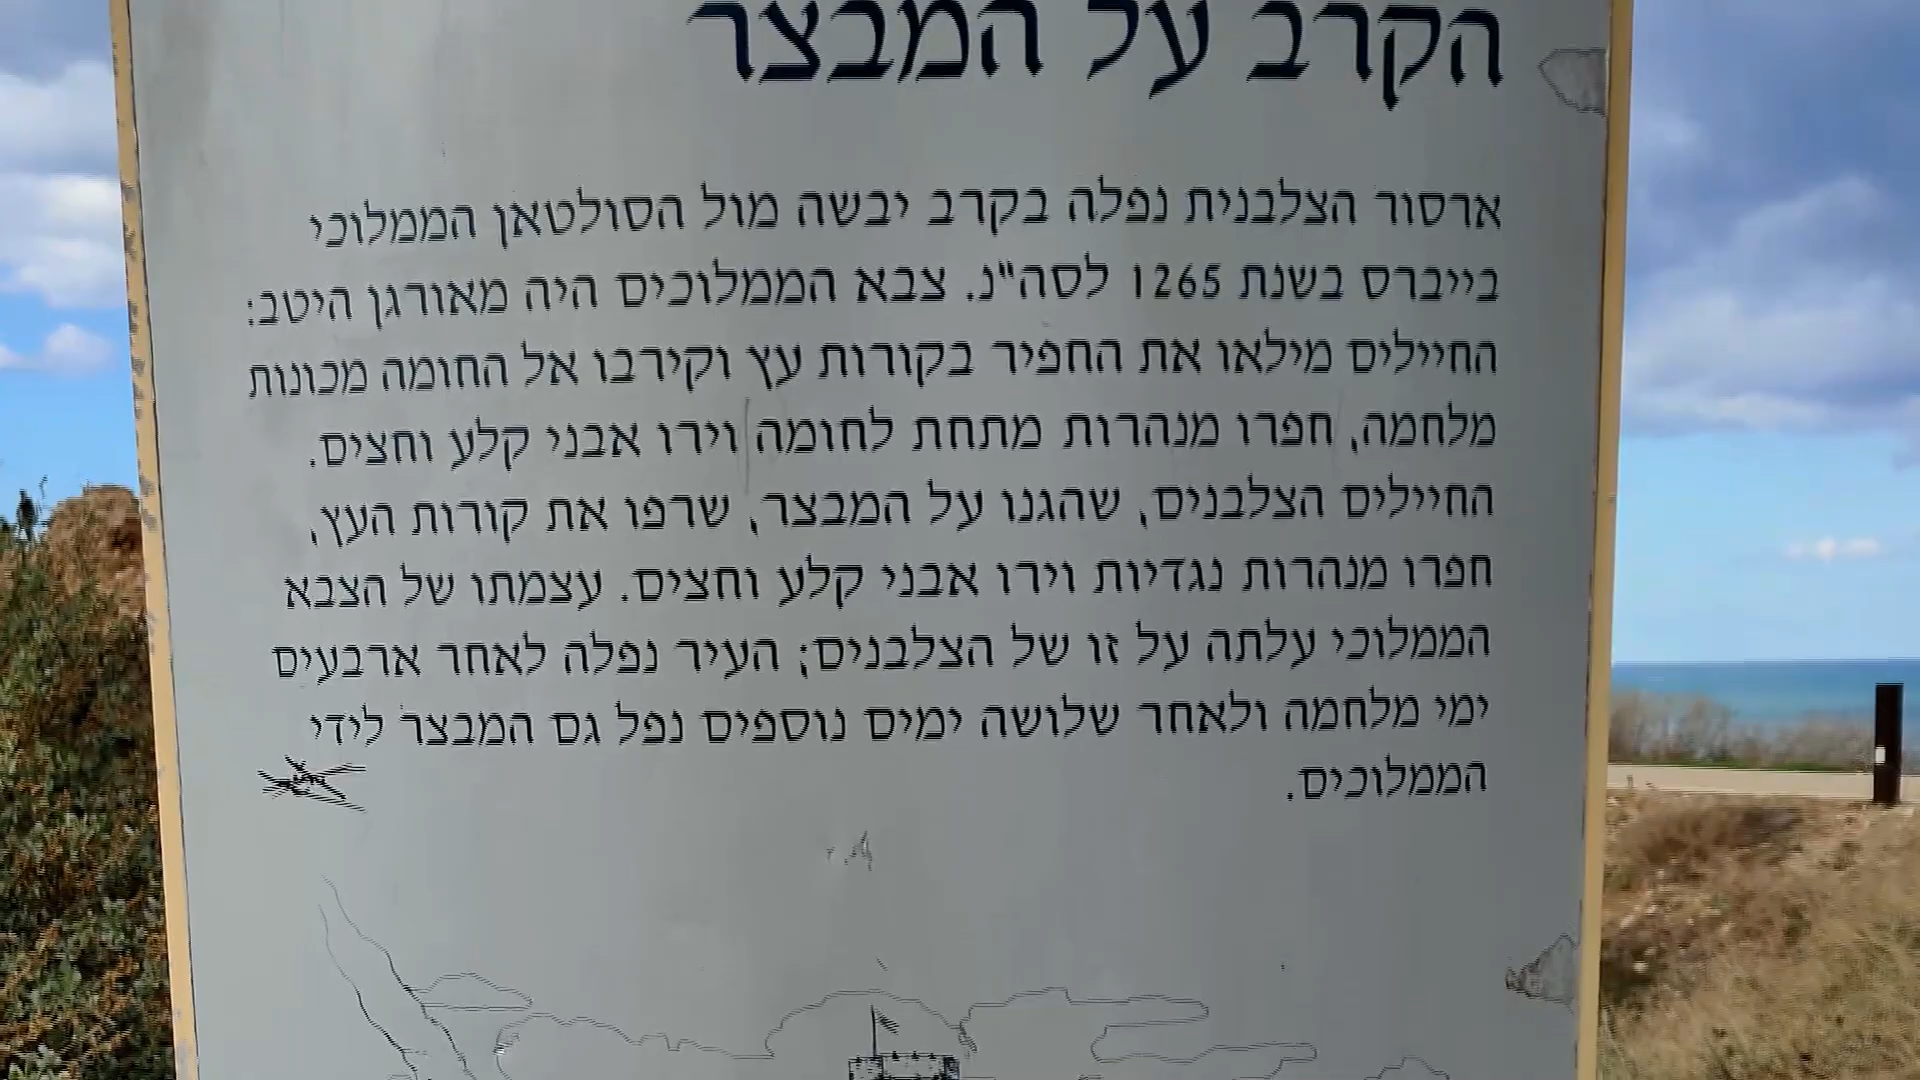 הקרב על המבצר
ארסור הצלבנית נפלה בקרב יבשה מול הסולטאן הממלוכי
בייברס בשנת 1265 לסה"נ. צבא הממלוכים היה מאורגן היטב:
החיילים מילאו את החפיר בקורות עץ וקירבו אל החומה מכונות
מלחמה, חפרו מנהרות מתחת לחומה וירו אבני קלע וחצים.
החיילים הצלבנים, שהגנו על המבצר, שרפו את קורות העץ,
חפרו מנהרות נגדיות וירו אבני קלע וחצים. עצמתו של הצבא
הממלוכי עלתה על זו של הצלבנים; העיר נפלה לאחר ארבעים
ימי מלחמה ולאחר שלושה ימים נוספים נפל גם המבצר לידי
הממלוכים.